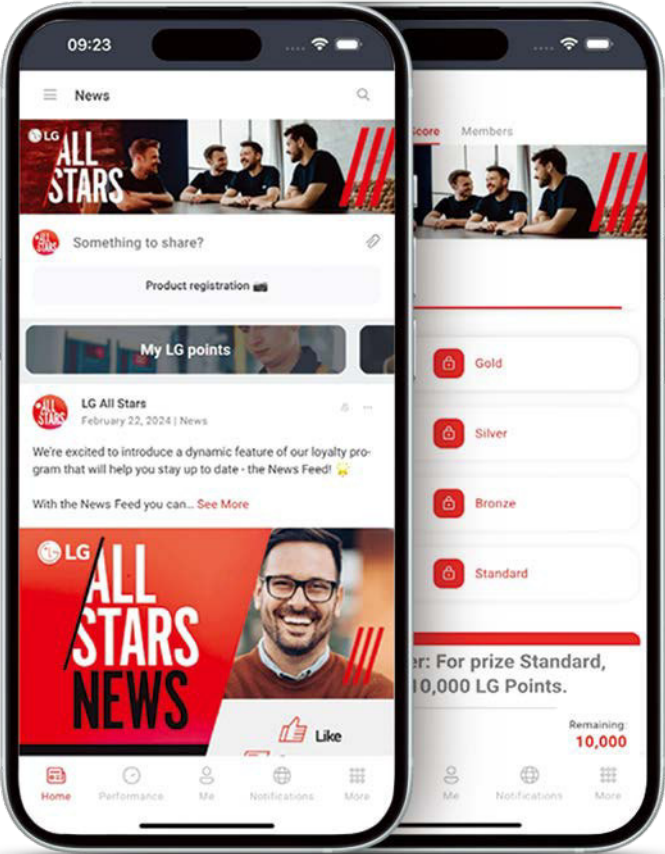 09:23
News
LG
ALL
STARS
Something to share?
Product registration
My LG points
ALL
STARS
LG All Stars
February 22, 2024 | News
We're excited to introduce a dynamic feature of our loyalty pro-
gram that will help you stay up to date - the News Feed!
With the News Feed you can... See More
LG
ALL
STARS
NEWS
Like
Home
Performance
Me
Notifications
More
core
Members
Gold
Silver
Bronze
Standard
er: For prize Standard,
10,000 LG Points.
Remaining:
10,000
Me
Notifications
More